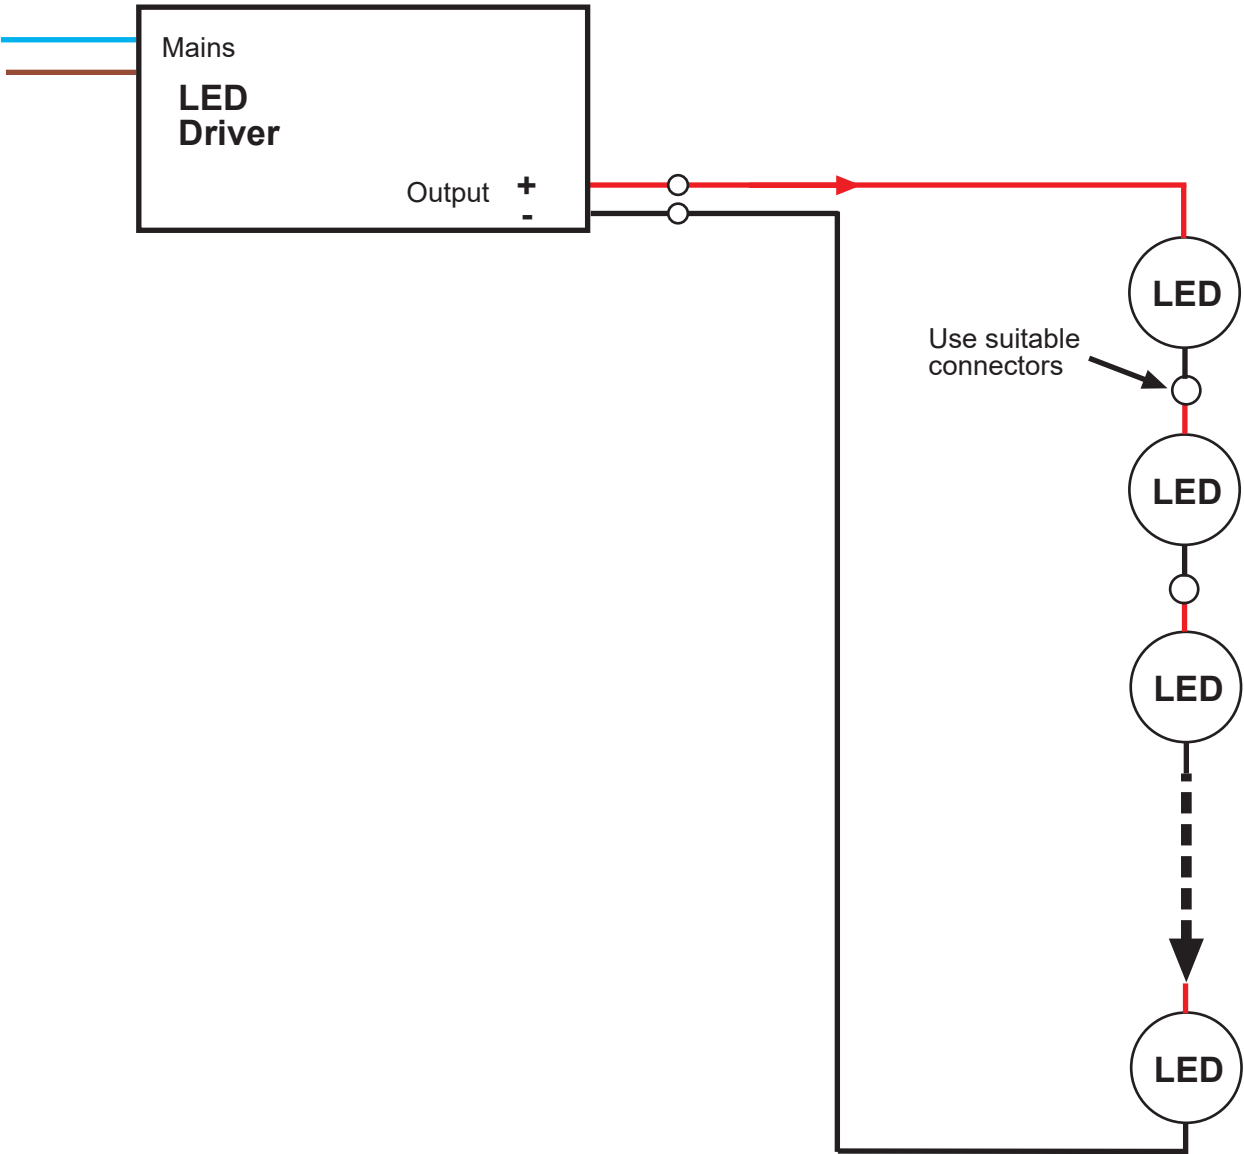 Mains
LED
Driver
Output +
-
LED
Use suitable
connectors
LED
LED
LED